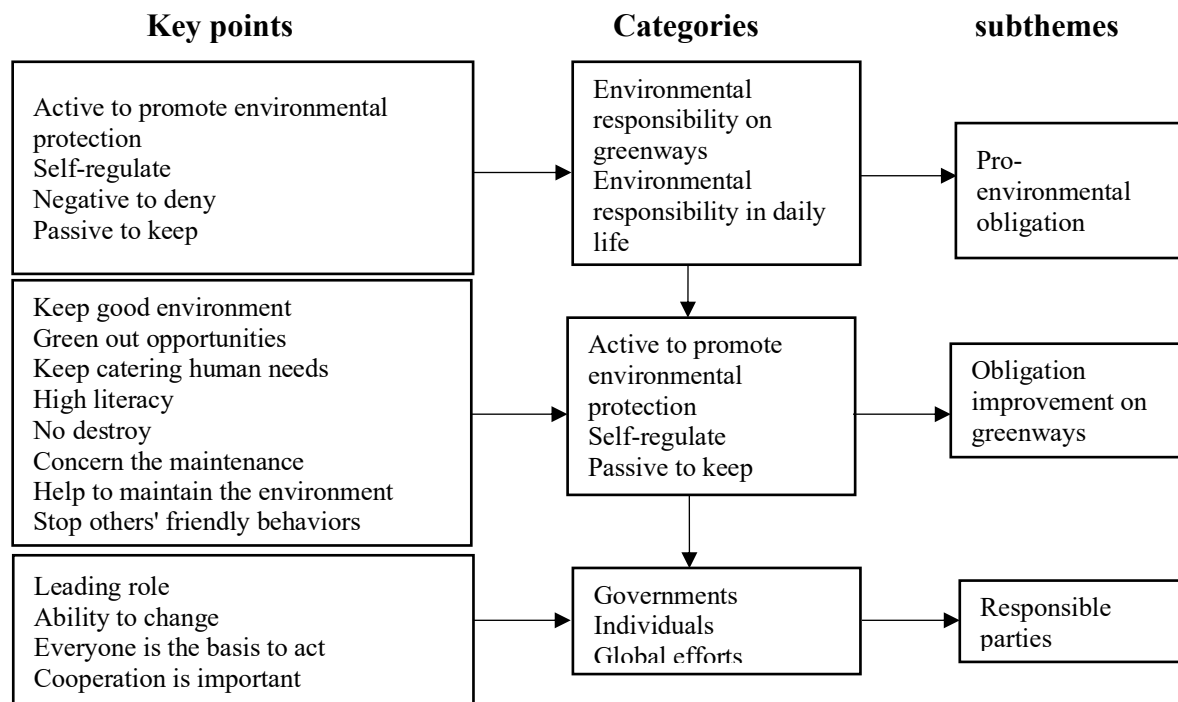 Key points
Categories
subthemes
Active to promote environmental
protection
Self-regulate
Negative to deny
Passive to keep
Environmental
responsibility on
greenways
Environmental
responsibility in daily
life
Pro-
environmental
obligation
Keep good environment
Green out opportunities
Keep catering human needs
High literacy
No destroy
Concern the maintenance
Help to maintain the environment
Stop others' friendly behaviors
Active to promote
environmental
protection
Self-regulate
Passive to keep
Obligation
improvement on
greenways
Leading role
Ability to change
Everyone is the basis to act
Cooperation is important
Governments
Individuals
Global efforts
Responsible
parties